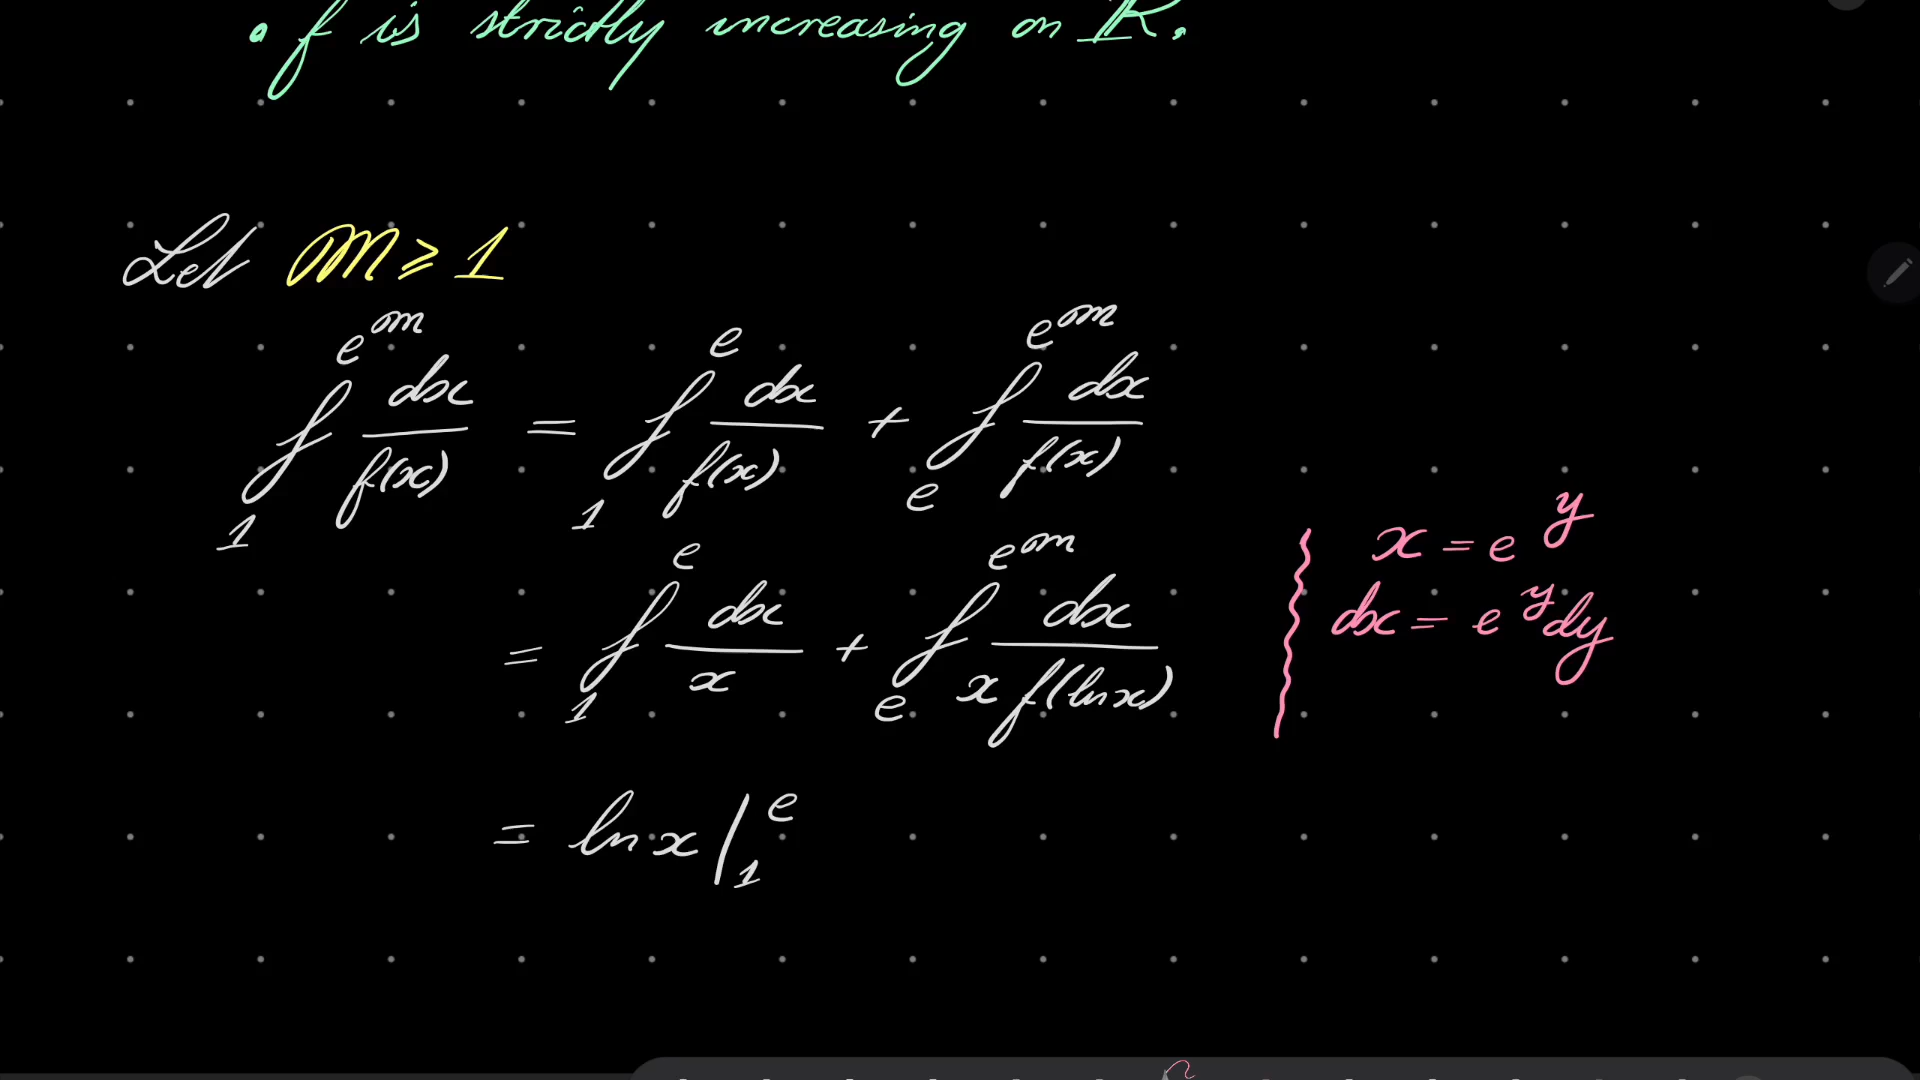 • f is strictly increasing on ℝ.
Let m ⩾ 1
∫₁^{e^m} dx/f(x) = ∫₁^e dx/f(x) + ∫_e^{e^m} dx/f(x)
= ∫₁^e dx/x + ∫_e^{e^m} dx/(x f(ln x))
x = e^y
dx = e^y dy
= ln x |₁^e